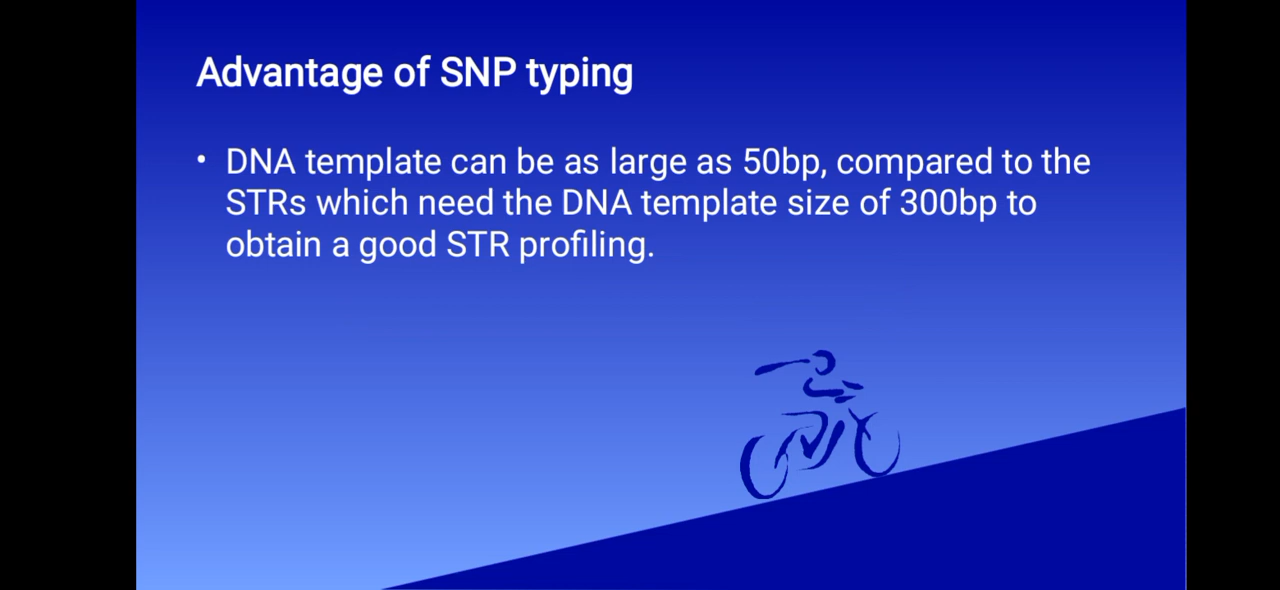 Advantage of SNP typing
• DNA template can be as large as 50bp, compared to the
STRs which need the DNA template size of 300bp to
obtain a good STR profiling.